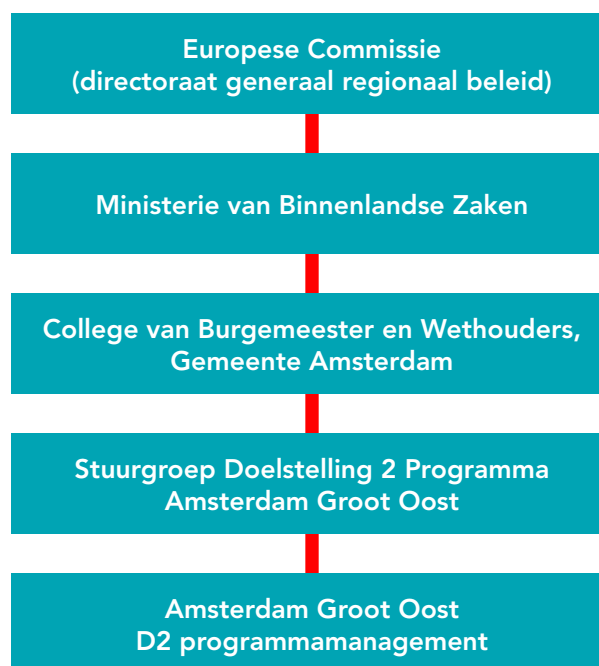 Europese Commissie
(directoraat generaal regionaal beleid)
Ministerie van Binnenlandse Zaken
College van Burgemeester en Wethouders,
Gemeente Amsterdam
Stuurgroep Doelstelling 2 Programma
Amsterdam Groot Oost
Amsterdam Groot Oost
D2 programmamanagement